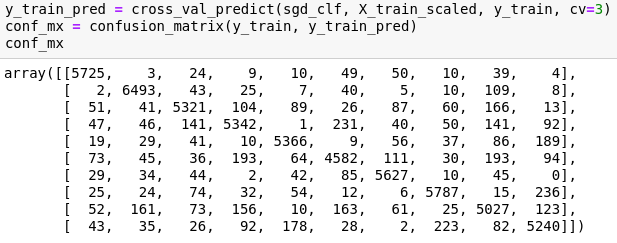 y_train_pred = cross_val_predict(sgd_clf, X_train_scaled, y_train, cv=3)
conf_mx = confusion_matrix(y_train, y_train_pred)
conf_mx
array([[5725,    3,   24,    9,   10,   49,   50,   10,   39,    4],
       [   2, 6493,   43,   25,    7,   40,    5,   10,  109,    8],
       [  51,   41, 5321,  104,   89,   26,   87,   60,  166,   13],
       [  47,   46,  141, 5342,    1,  231,   40,   50,  141,   92],
       [  19,   29,   41,   10, 5366,    9,   56,   37,   86,  189],
       [  73,   45,   36,  193,   64, 4582,  111,   30,  193,   94],
       [  29,   34,   44,    2,   42,   85, 5627,   10,   45,    0],
       [  25,   24,   74,   32,   54,   12,    6, 5787,   15,  236],
       [  52,  161,   73,  156,   10,  163,   61,   25, 5027,  123],
       [  43,   35,   26,   92,  178,   28,    2,  223,   82, 5240]])